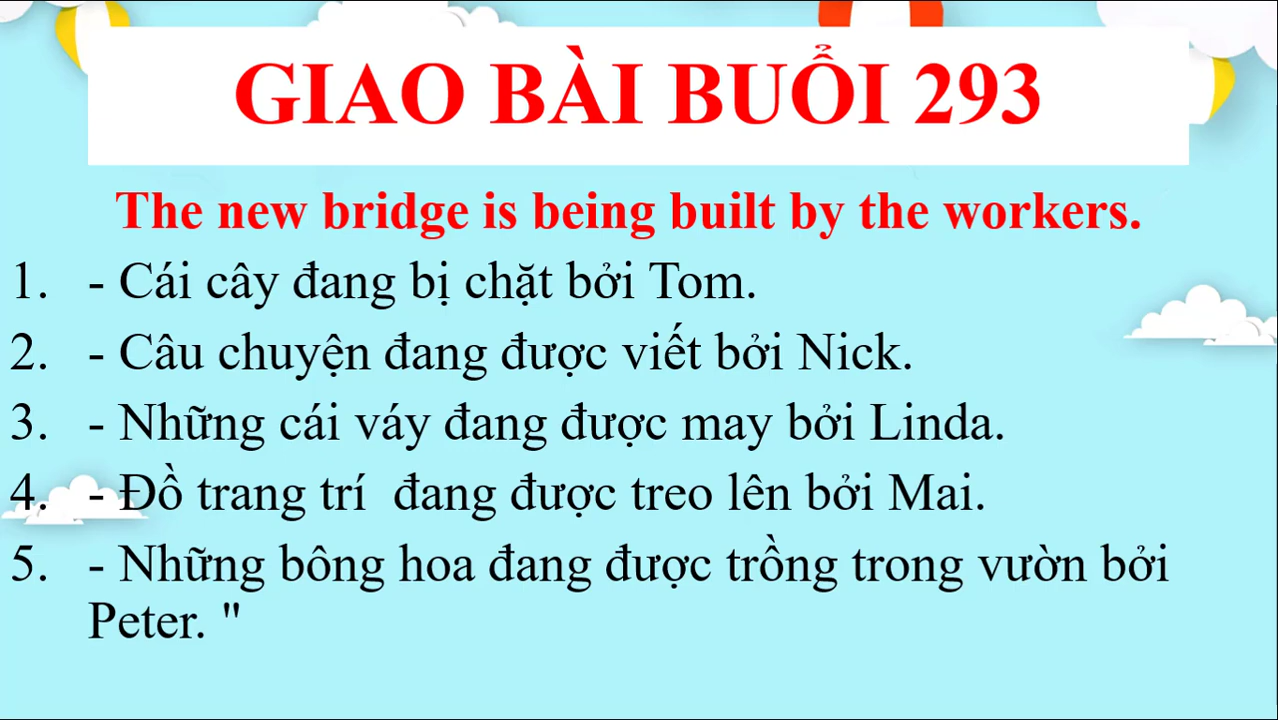 GIAO BÀI BUỔI 293
The new bridge is being built by the workers.
1. - Cái cây đang bị chặt bởi Tom.
2. - Câu chuyện đang được viết bởi Nick.
3. - Những cái váy đang được may bởi Linda.
4. - Đồ trang trí  đang được treo lên bởi Mai.
5. - Những bông hoa đang được trồng trong vườn bởi
Peter. "